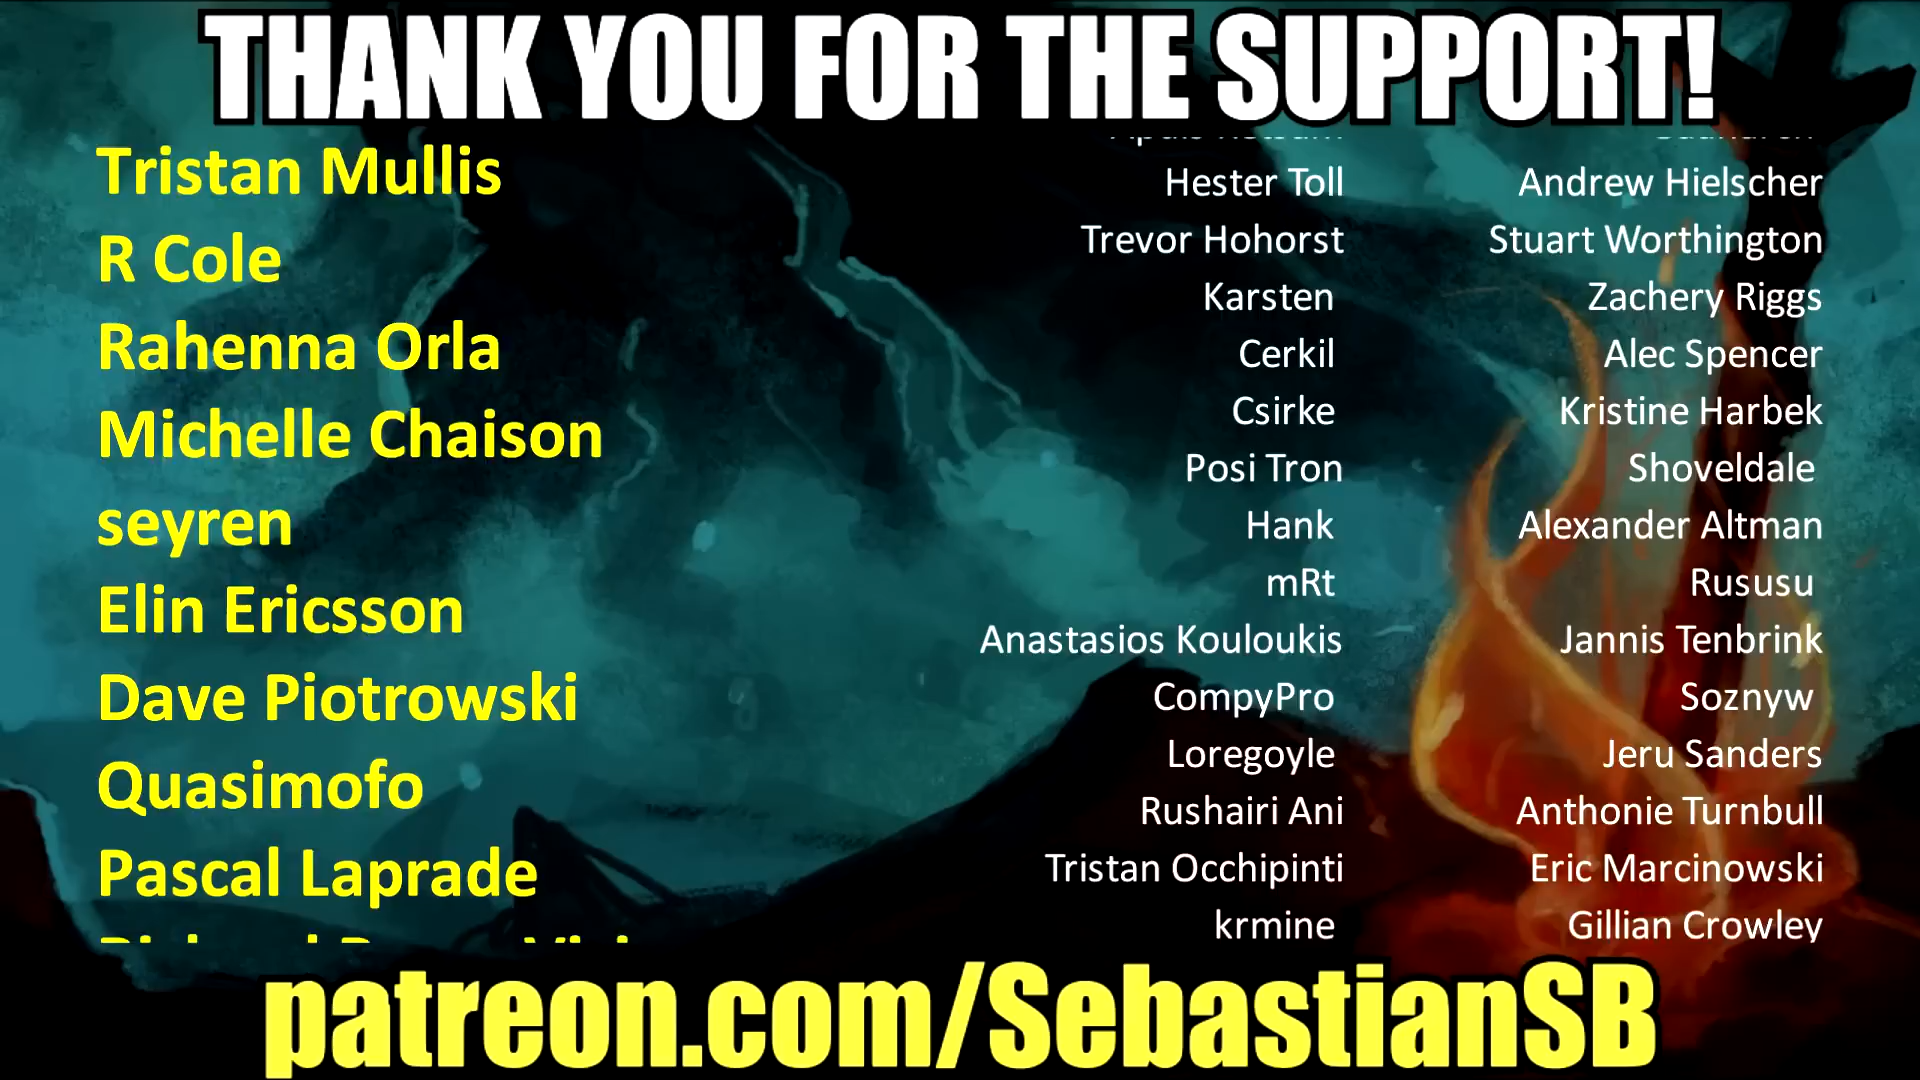 THANK YOU FOR THE SUPPORT!
Tristan Mullis
R Cole
Rahenna Orla
Michelle Chaison
seyren
Elin Ericsson
Dave Piotrowski
Quasimofo
Pascal Laprade
Hester Toll
Trevor Hohorst
Karsten
Cerkil
Csirke
Posi Tron
Hank
mRt
Anastasios Kouloukis
CompyPro
Loregoyle
Rushairi Ani
Tristan Occhipinti
krmine
Andrew Hielscher
Stuart Worthington
Zachery Riggs
Alec Spencer
Kristine Harbek
Shoveldale
Alexander Altman
Rususu
Jannis Tenbrink
Soznyw
Jeru Sanders
Anthonie Turnbull
Eric Marcinowski
Gillian Crowley
patreon.com/SebastianSB